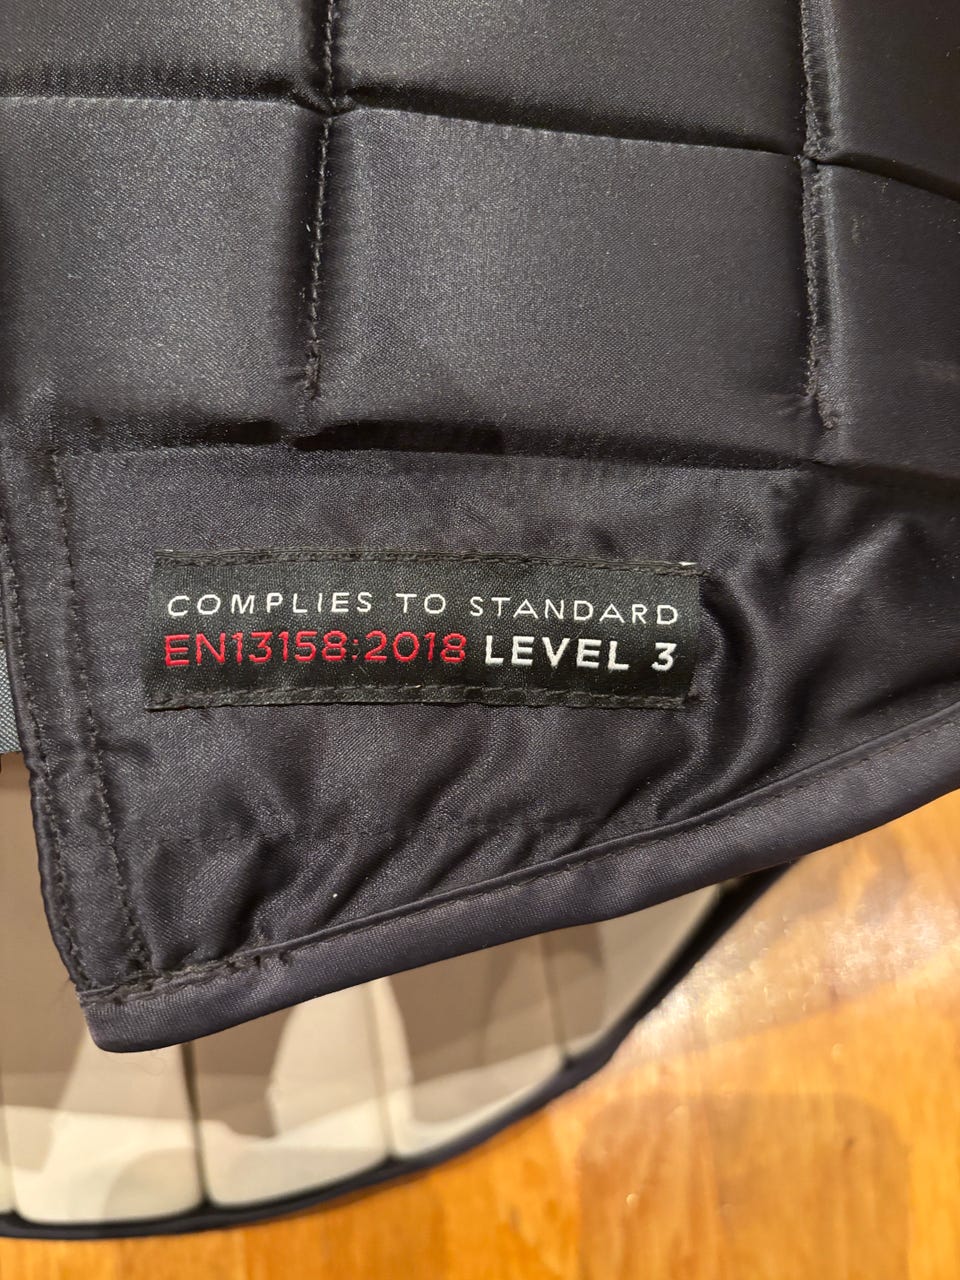 COMPLIES TO STANDARD
EN13158:2018 LEVEL 3